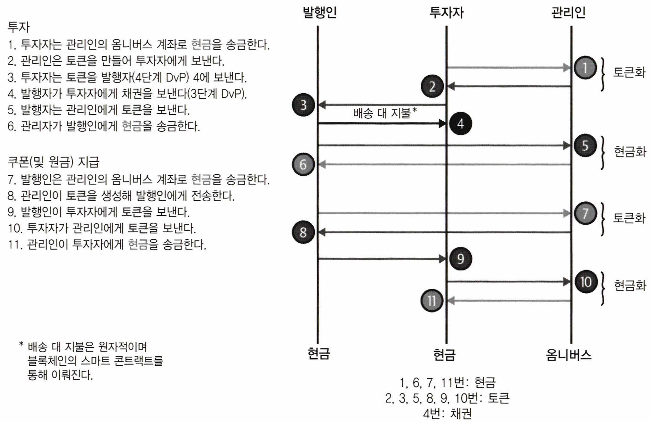 투자
1. 투자자는 관리인의 옴니버스 계좌로 현금을 송금한다.
2. 관리인은 토큰을 만들어 투자자에게 보낸다.
3. 투자자는 토큰을 발행자(4단계 DvP) 4에 보낸다.
4. 발행자가 투자자에게 채권을 보낸다(3단계 DvP).
5. 발행자는 관리인에게 토큰을 보낸다.
6. 관리자가 발행인에게 현금을 송금한다.
쿠폰(및 원금) 지급
7. 발행인은 관리인의 옴니버스 계좌로 현금을 송금한다.
8. 관리인이 토큰을 생성해 발행인에게 전송한다.
9. 발행인이 투자자에게 토큰을 보낸다.
10. 투자자가 관리인에게 토큰을 보낸다.
11. 관리인이 투자자에게 현금을 송금한다.
* 배송 대 지불은 원자적이며
블록체인의 스마트 콘트랙트를
통해 이뤄진다.
발행인 투자자 관리인
1 토큰화
2
3 배송 대 지불* 4
5 현금화
6
7 토큰화
8
9
10 현금화
11
현금 현금 옴니버스
1, 6, 7, 11번: 현금
2, 3, 5, 8, 9, 10번: 토큰
4번: 채권